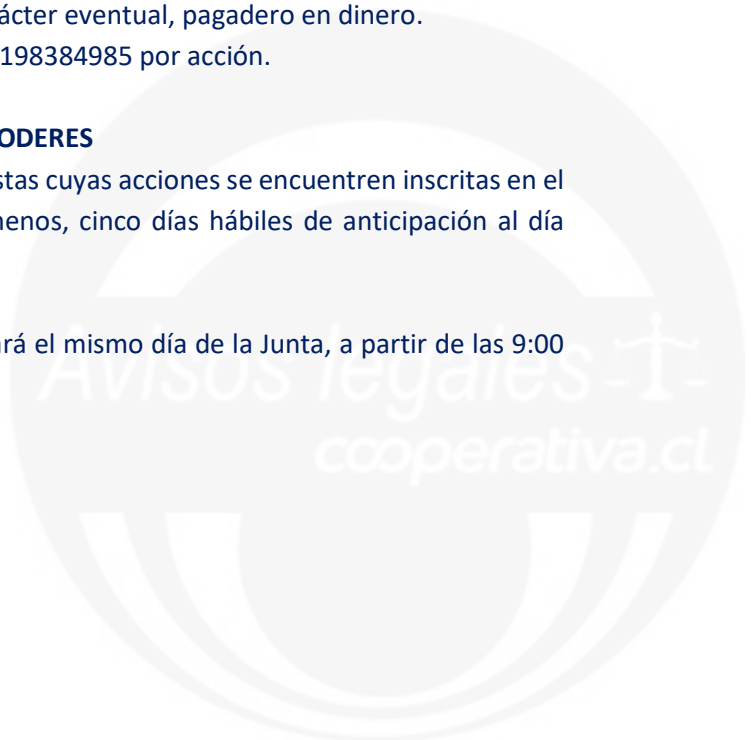 ácter eventual, pagadero en dinero.
198384985 por acción.
ODERES
stas cuyas acciones se encuentren inscritas en el
nenos, cinco días hábiles de anticipación al día
ará el mismo día de la Junta, a partir de las 9:00
Avisos legales
cooperativa.cl